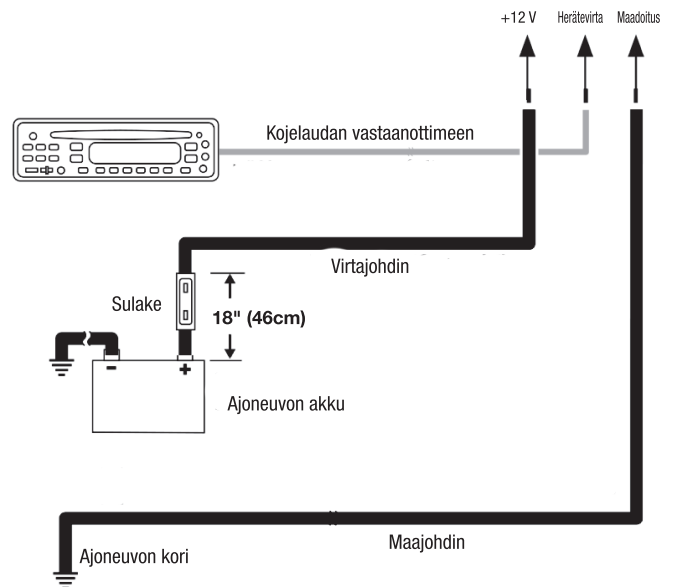 +12 V Herätevirta Maadoitus
Kojelaudan vastaanottimeen
Virtajohdin
Sulake
18" (46cm)
- +
Ajoneuvon akku
Maajohdin
Ajoneuvon kori